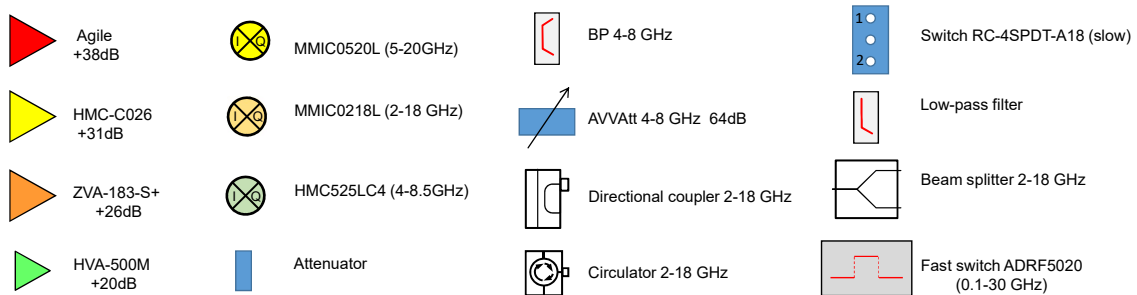 Agile
+38dB
I Q
MMIC0520L (5-20GHz)
BP 4-8 GHz
1
2
Switch RC-4SPDT-A18 (slow)
HMC-C026
+31dB
I Q
MMIC0218L (2-18 GHz)
AVVAtt 4-8 GHz  64dB
Low-pass filter
ZVA-183-S+
+26dB
I Q
HMC525LC4 (4-8.5GHz)
Directional coupler 2-18 GHz
Beam splitter 2-18 GHz
HVA-500M
+20dB
Attenuator
Circulator 2-18 GHz
Fast switch ADRF5020
(0.1-30 GHz)